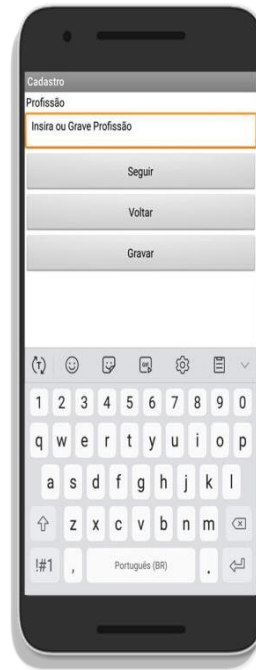 Cadastro
Profissão
Insira ou Grave Profissão
Seguir
Voltar
Gravar
1 2 3 4 5 6 7 8 9 0
q w e r t y u i o p
a s d f g h j k l
z x c v b n m
!#1 , Português (BR) .